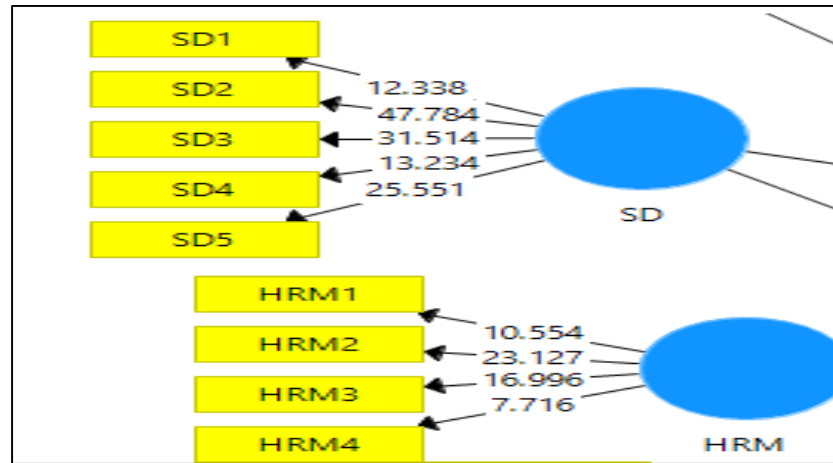 SD1
SD2
SD3
SD4
SD5
12.338
47.784
31.514
13.234
25.551
SD
HRM1
HRM2
HRM3
HRM4
10.554
23.127
16.996
7.716
HRM